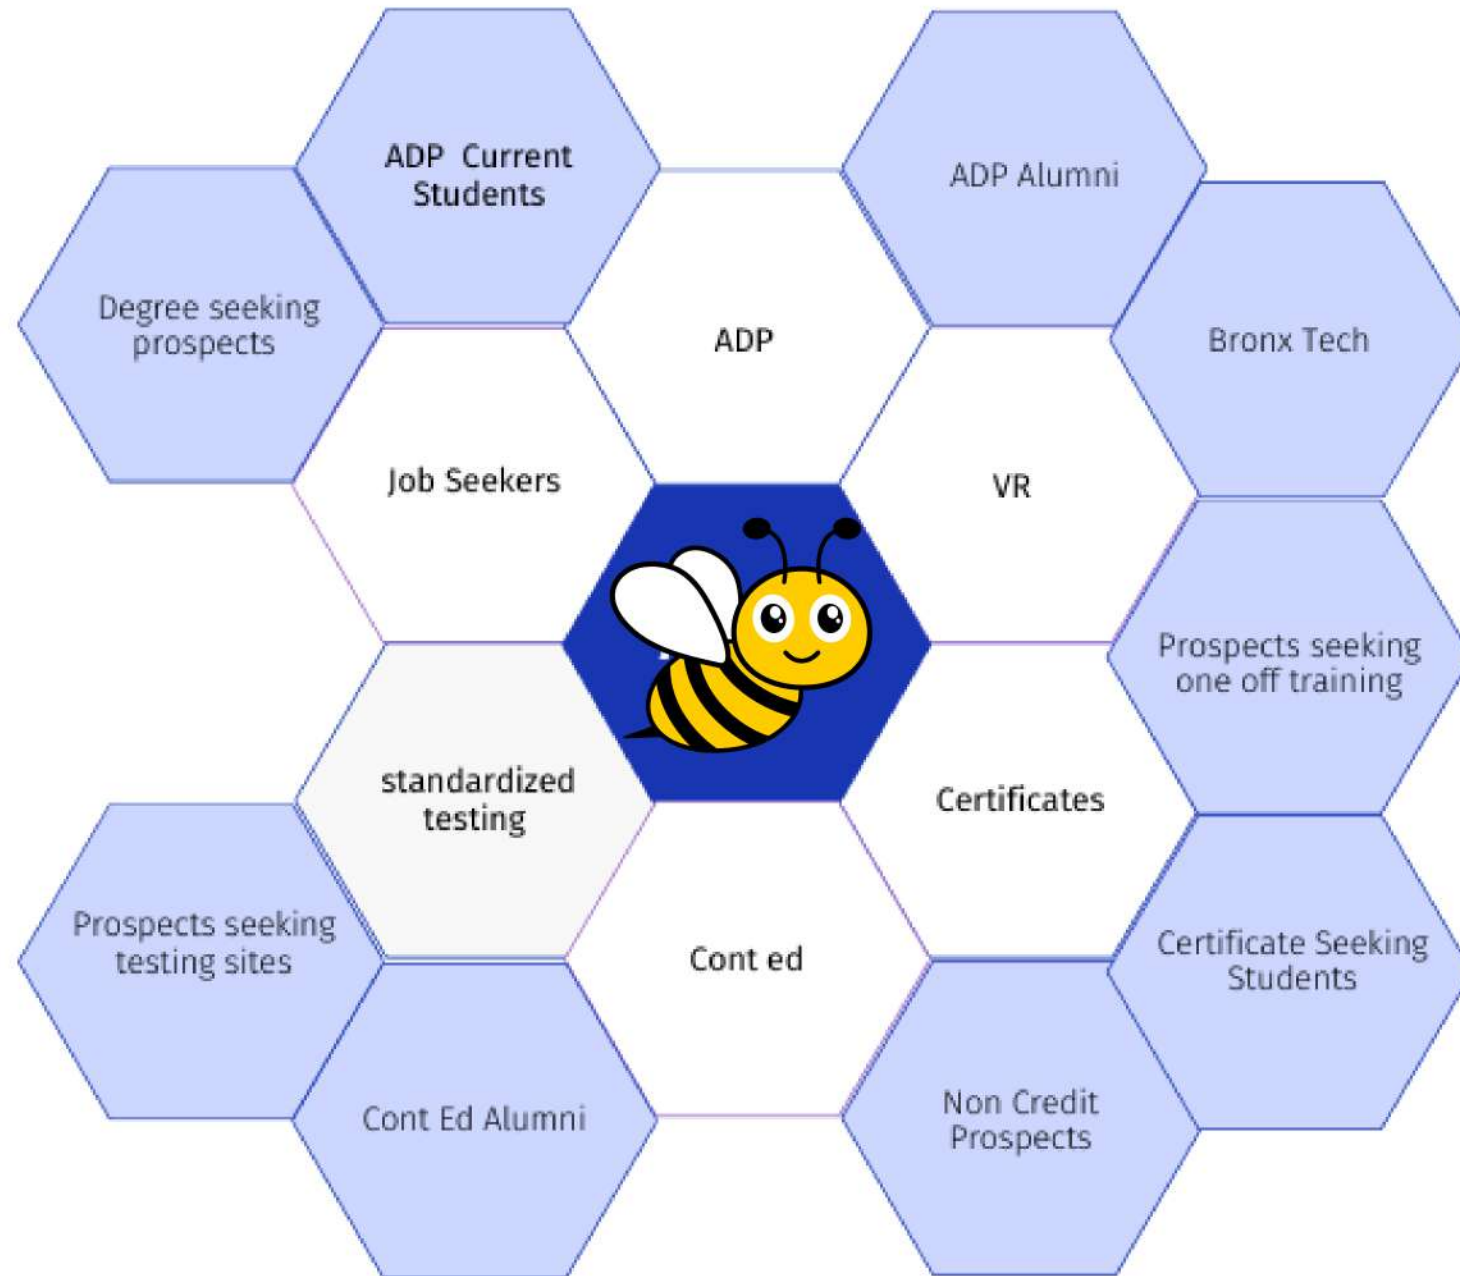 ADP Current
Students
ADP Alumni
Degree seeking
prospects
ADP
Bronx Tech
Job Seekers
VR
Prospects seeking
one off training
standardized
testing
Certificates
Prospects seeking
testing sites
Cont ed
Certificate Seeking
Students
Cont Ed Alumni
Non Credit
Prospects